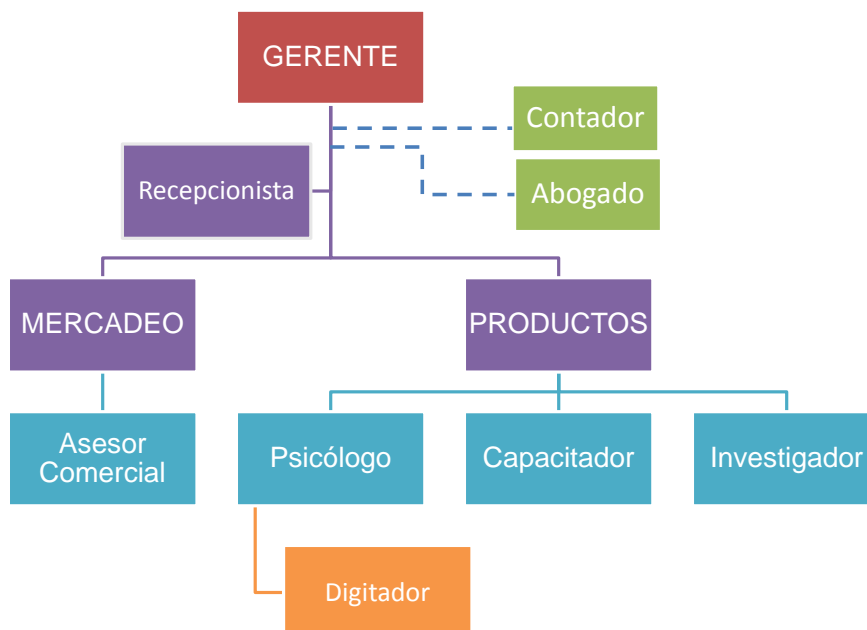 GERENTE
Contador
Recepcionista
Abogado
MERCADEO
PRODUCTOS
Asesor
Comercial
Psicólogo
Capacitador
Investigador
Digitador